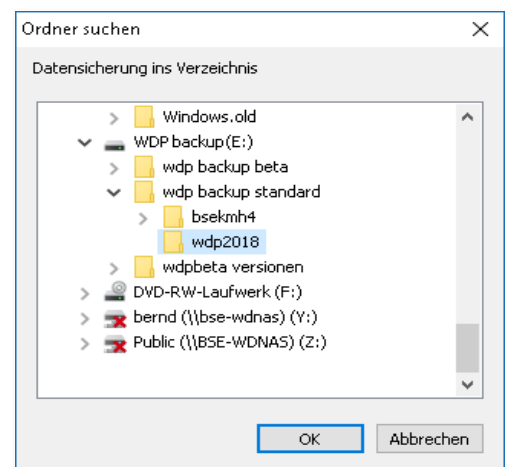 Ordner suchen
Datensicherung ins Verzeichnis
Windows.old
WDP backup(E:)
wdp backup beta
wdp backup standard
bsekmh4
wdp2018
wdpbeta versionen
DVD-RW-Laufwerk (F:)
bernd (\\bse-wdnas) (Y:)
Public (\\BSE-WDNAS) (Z:)
OK Abbrechen